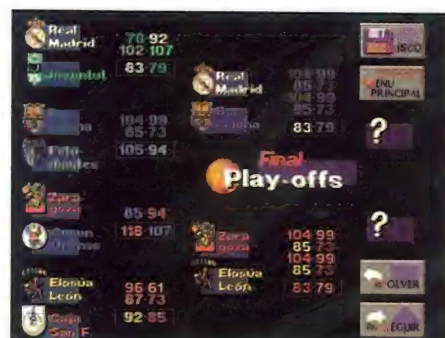 Real
Madrid
70-92
102-107
Juventut
83-79
104-99
85-73
105-94
Zara
goza
85-94
118-107
Elosúa
León
96-61
87-73
92-85
San F.
Real
Madrid
104-99
85-73
104-99
85-73
83-79
Final
Play-offs
Zara
goza
104-99
85-73
104-99
85-73
Elosúa
León
83-79
ISCO
ENU
PRINCIPAL
?
?
OLVER
EGUIR